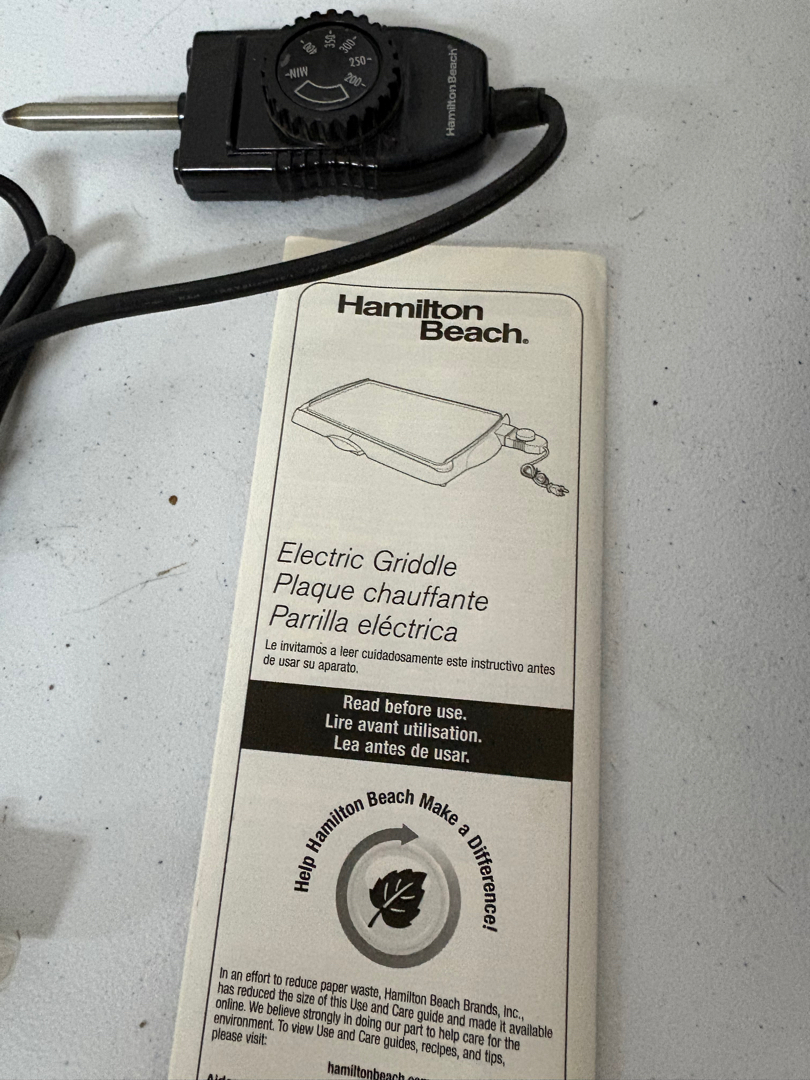 MIN
400
350
300
250
200
Hamilton Beach
Hamilton
Beach.
Electric Griddle
Plaque chauffante
Parrilla eléctrica
Le invitamos a leer cuidadosamente este instructivo antes
de usar su aparato.
Read before use.
Lire avant utilisation.
Lea antes de usar.
Help Hamilton Beach Make a Difference!
In an effort to reduce paper waste, Hamilton Beach Brands, Inc.,
has reduced the size of this Use and Care guide and made it available
online. We believe strongly in doing our part to help care for the
environment. To view Use and Care guides, recipes, and tips,
please visit: